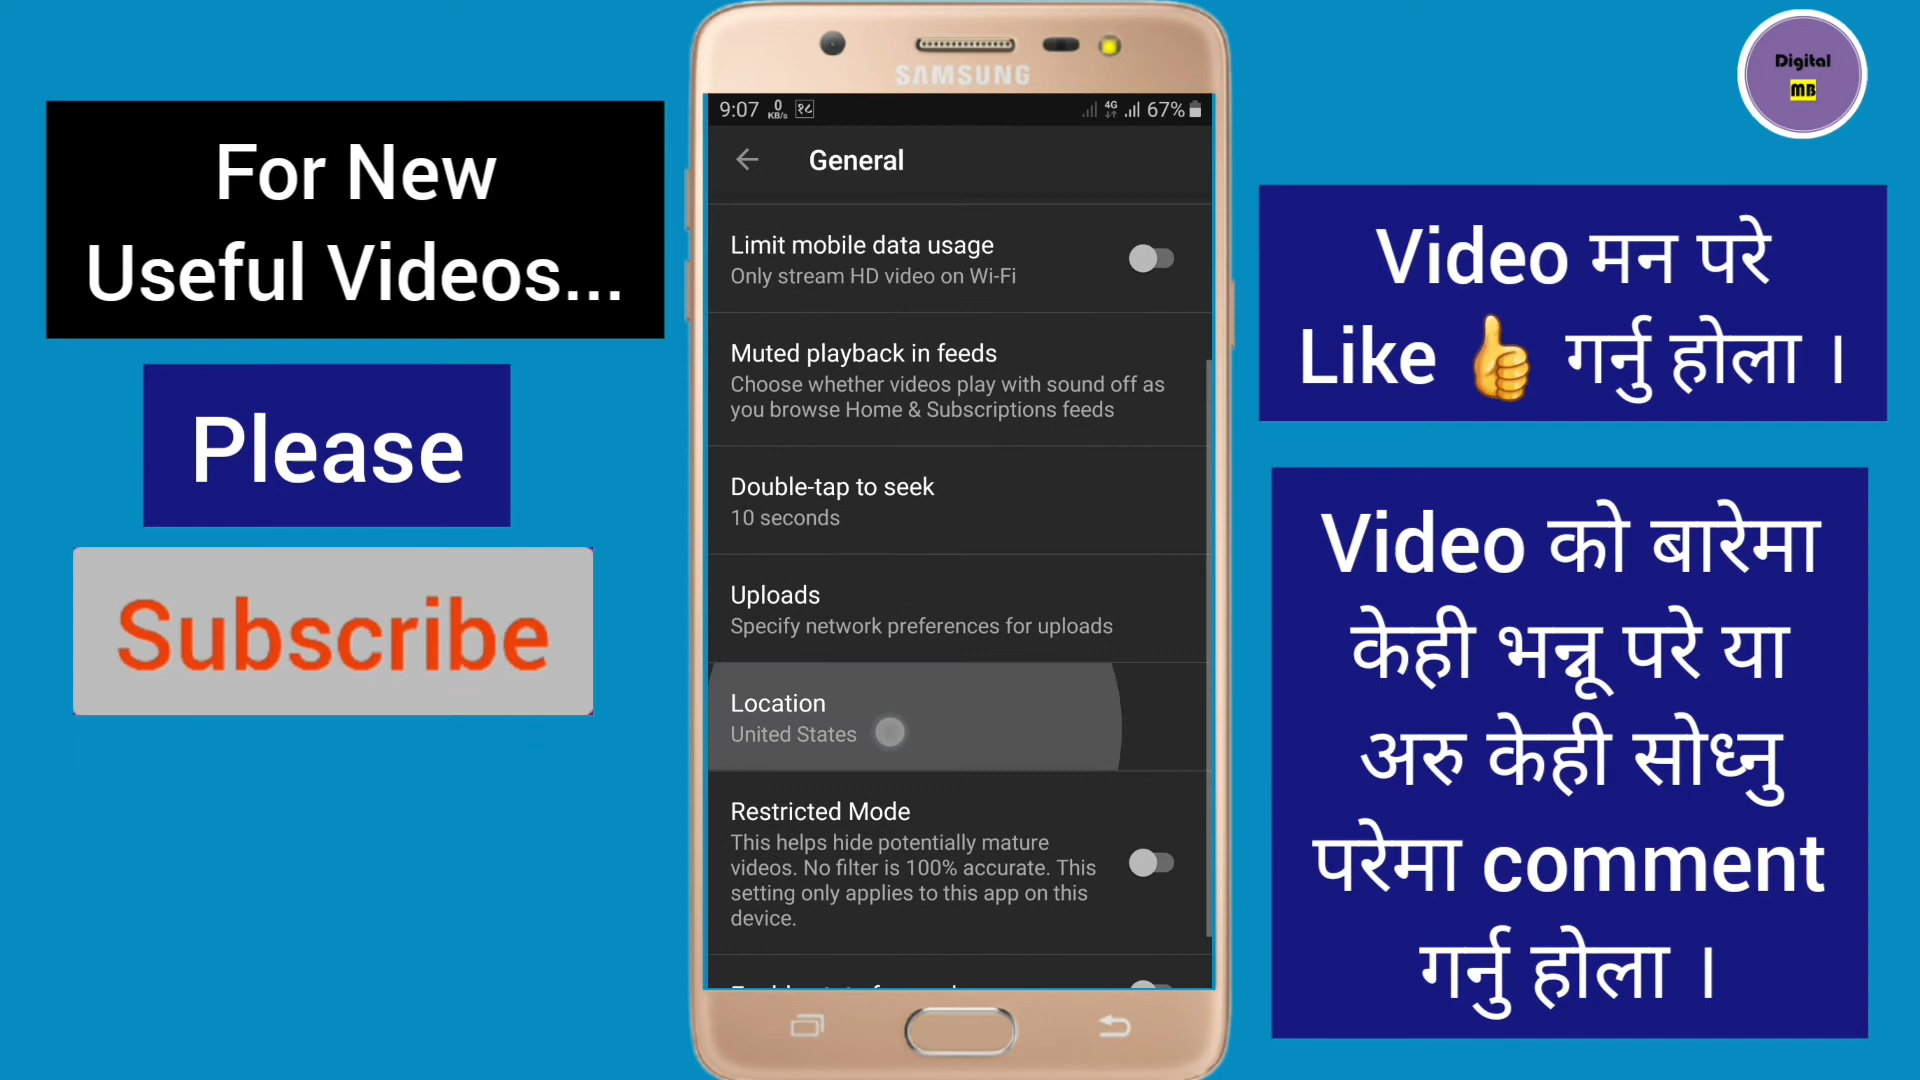 For New
Useful Videos...
Please
Subscribe
SAMSUNG
9:07 0 KB/s २८ 4G 67%
General
Limit mobile data usage
Only stream HD video on Wi-Fi
Muted playback in feeds
Choose whether videos play with sound off as
you browse Home & Subscriptions feeds
Double-tap to seek
10 seconds
Uploads
Specify network preferences for uploads
Location
United States
Restricted Mode
This helps hide potentially mature
videos. No filter is 100% accurate. This
setting only applies to this app on this
device.
Digital
MB
Video मन परे
Like 👍 गर्नु होला ।
Video को बारेमा
केही भन्नू परे या
अरु केही सोध्नु
परेमा comment
गर्नु होला ।